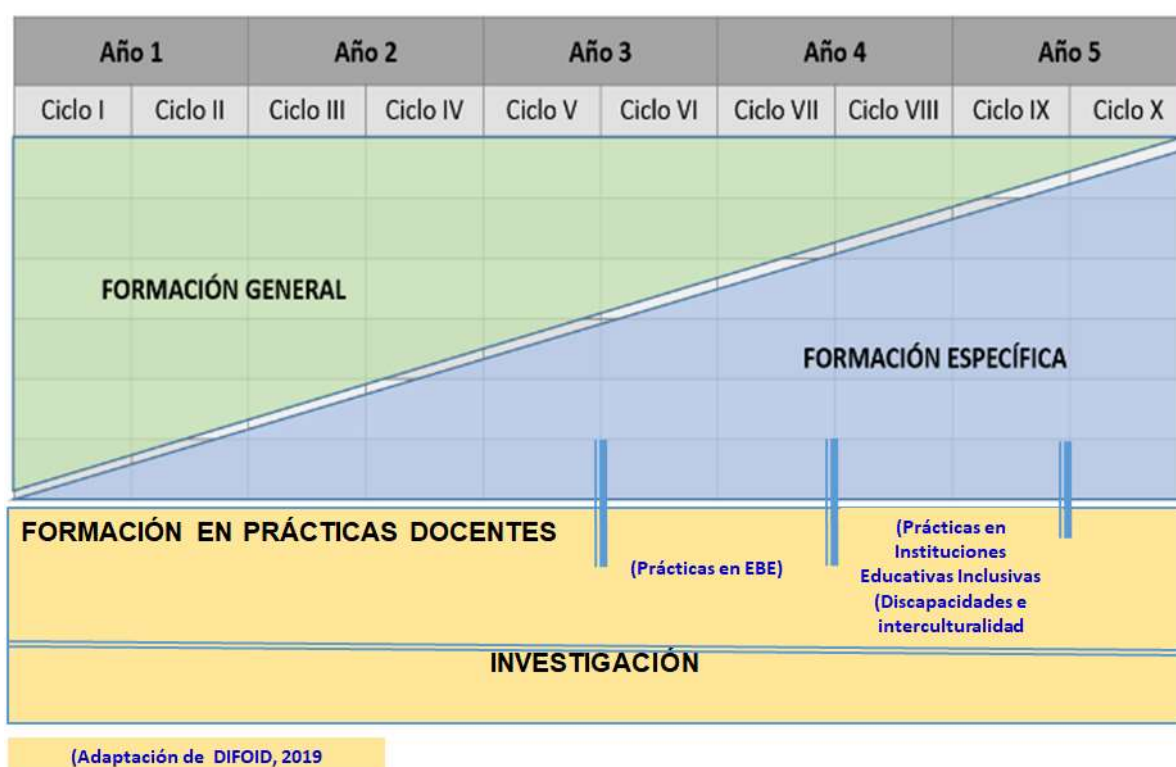 Año 1 Año 2 Año 3 Año 4 Año 5
Ciclo I Ciclo II Ciclo III Ciclo IV Ciclo V Ciclo VI Ciclo VII Ciclo VIII Ciclo IX Ciclo X
FORMACIÓN GENERAL
FORMACIÓN ESPECÍFICA
FORMACIÓN EN PRÁCTICAS DOCENTES
(Prácticas en EBE)
(Prácticas en
Instituciones
Educativas Inclusivas
(Discapacidades e
interculturalidad
INVESTIGACIÓN
(Adaptación de DIFOID, 2019